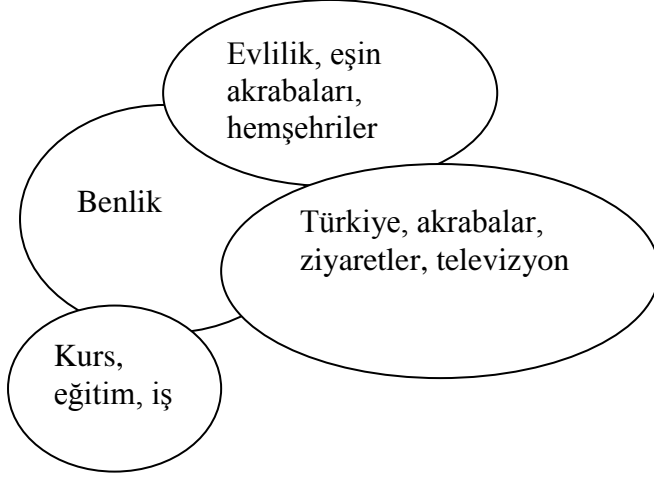 Evlilik, eşin
akrabaları,
hemşehriler
Benlik
Türkiye, akrabalar,
ziyaretler, televizyon
Kurs,
eğitim, iş